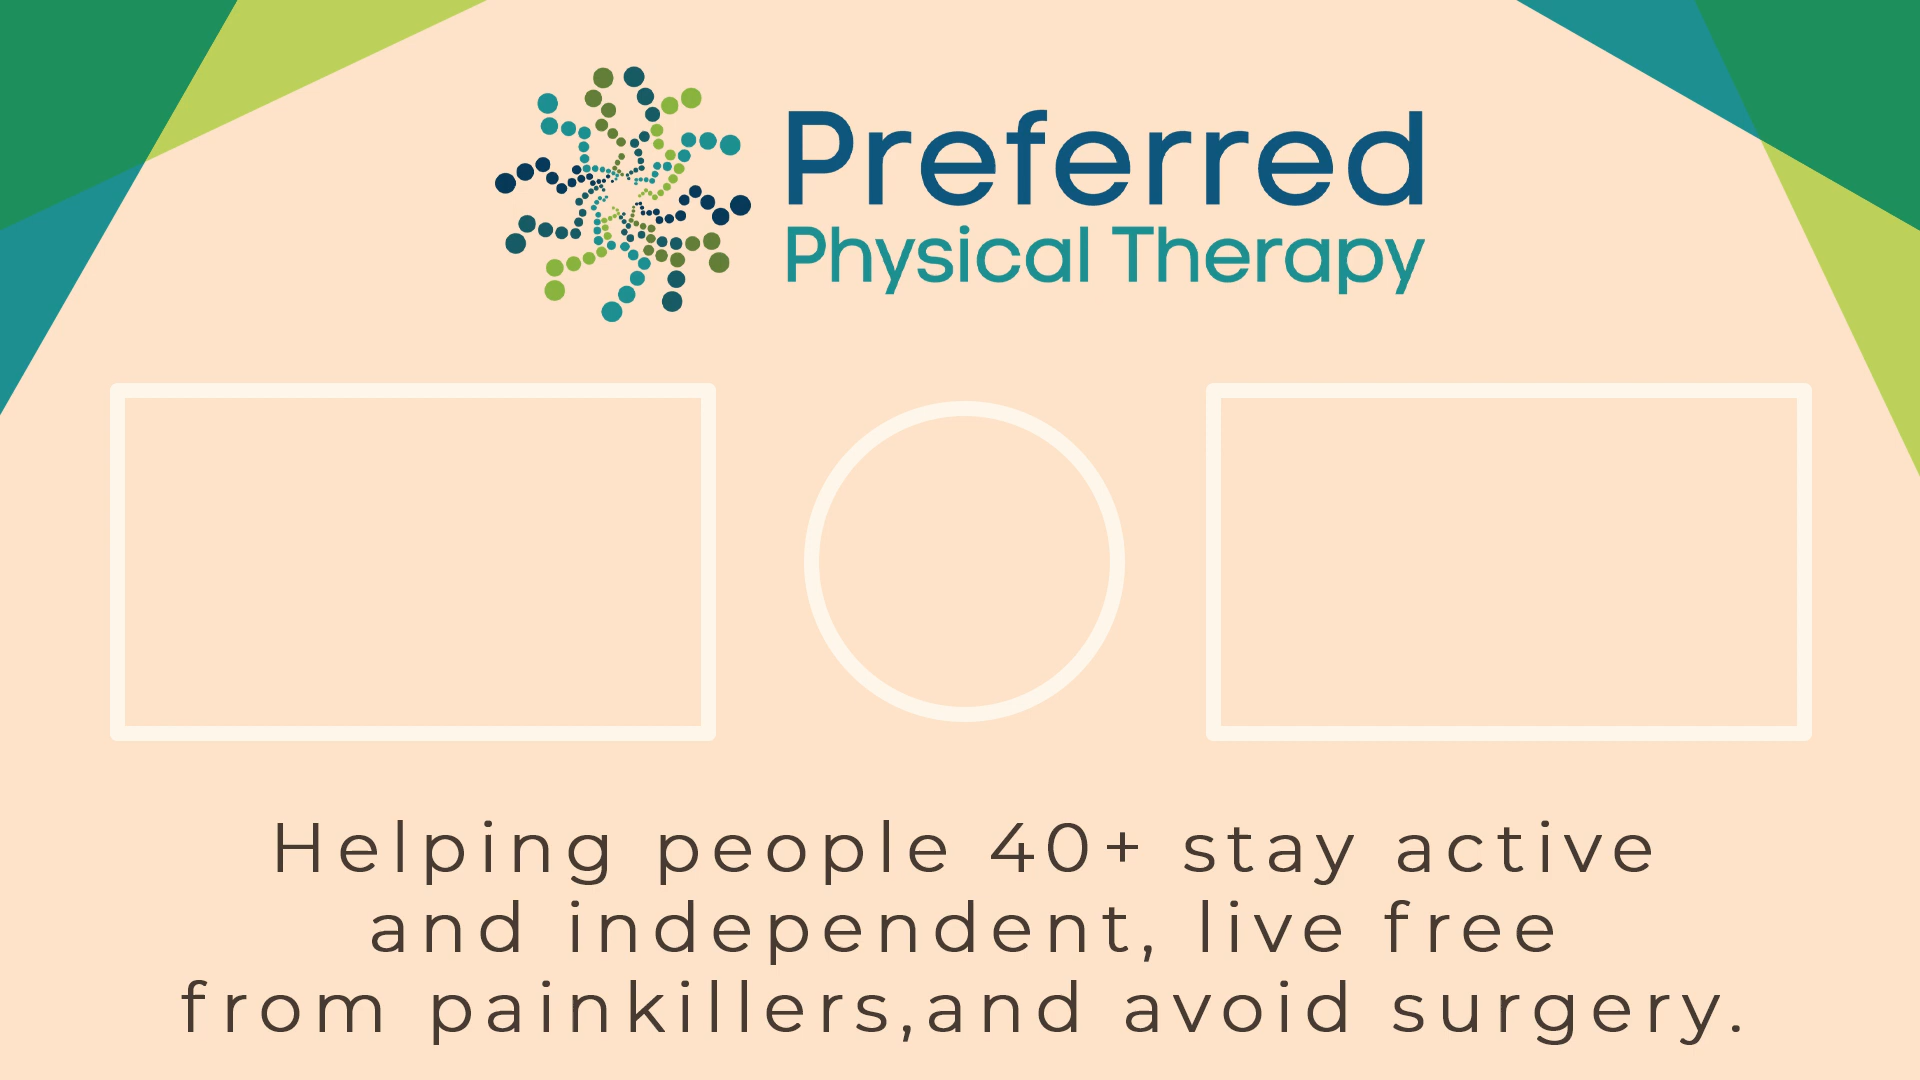 Preferred
Physical Therapy
Helping people 40+ stay active
and independent, live free
from painkillers,and avoid surgery.